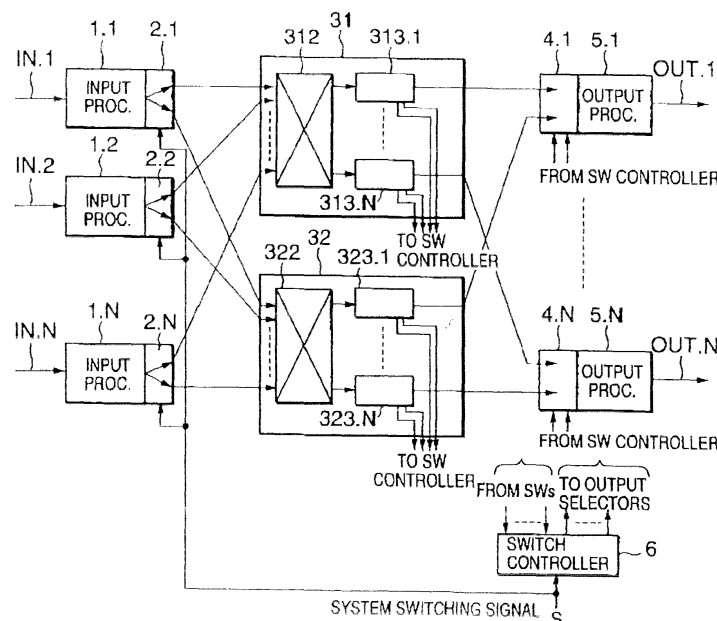 31
1.1
2.1
312
313.1
4.1
5.1
IN.1
INPUT
PROC.
OUTPUT
PROC.
OUT.1
1.2
2.2
IN.2
INPUT
PROC.
313.N
FROM SW CONTROLLER
TO SW
CONTROLLER
32
322
323.1
1.N
2.N
4.N
5.N
IN.N
INPUT
PROC.
OUTPUT
PROC.
OUT.N
323.N
FROM SW CONTROLLER
TO SW
CONTROLLER
FROM SWs
TO OUTPUT
SELECTORS
SWITCH
CONTROLLER
6
SYSTEM SWITCHING SIGNAL
S